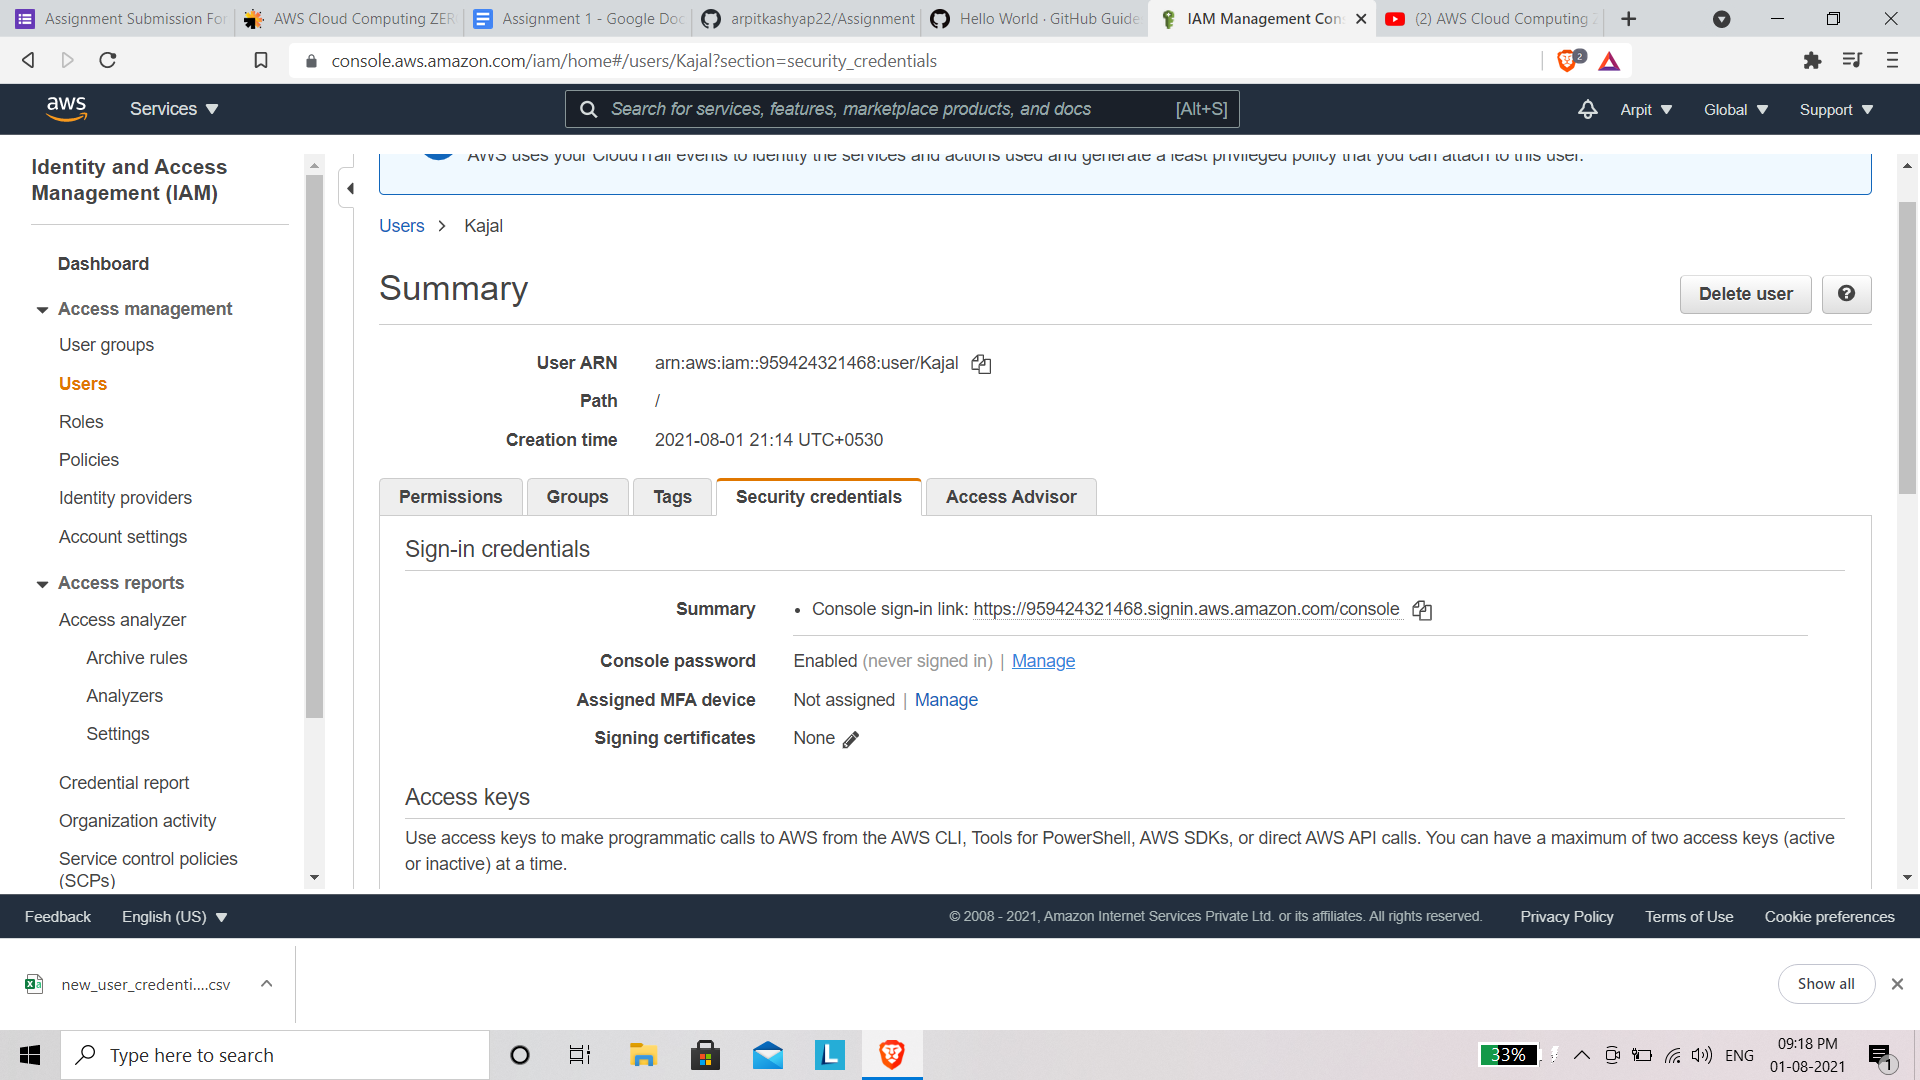 Assignment Submission For
AWS Cloud Computing ZER
Assignment 1 - Google Doc
arpitkashyap22/Assignment
Hello World · GitHub Guide
IAM Management Con
(2) AWS Cloud Computing Z
console.aws.amazon.com/iam/home#/users/Kajal?section=security_credentials
2
aws
Services
Search for services, features, marketplace products, and docs
[Alt+S]
Arpit
Global
Support
Identity and Access
Management (IAM)
Dashboard
Access management
User groups
Users
Roles
Policies
Identity providers
Account settings
Access reports
Access analyzer
Archive rules
Analyzers
Settings
Credential report
Organization activity
Service control policies
(SCPs)
AWS uses your CloudTrail events to identify the services and actions used and generate a least privileged policy that you can attach to this user.
Users > Kajal
Summary
Delete user
User ARN arn:aws:iam::959424321468:user/Kajal
Path /
Creation time 2021-08-01 21:14 UTC+0530
Permissions
Groups
Tags
Security credentials
Access Advisor
Sign-in credentials
Summary • Console sign-in link: https://959424321468.signin.aws.amazon.com/console
Console password Enabled (never signed in) | Manage
Assigned MFA device Not assigned | Manage
Signing certificates None
Access keys
Use access keys to make programmatic calls to AWS from the AWS CLI, Tools for PowerShell, AWS SDKs, or direct AWS API calls. You can have a maximum of two access keys (active
or inactive) at a time.
Feedback
English (US)
© 2008 - 2021, Amazon Internet Services Private Ltd. or its affiliates. All rights reserved.
Privacy Policy
Terms of Use
Cookie preferences
new_user_credenti....csv
Show all
Type here to search
L
33%
ENG
09:18 PM
01-08-2021
1